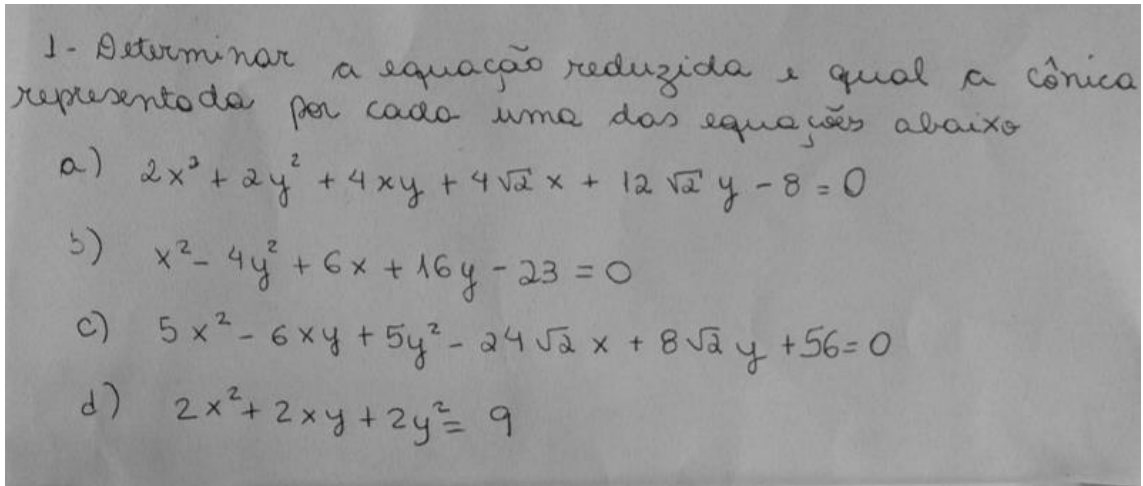 1- Determinar a equação reduzida e qual a cônica
representada por cada uma das equações abaixo
a) 2x² + 2y² + 4xy + 4√2 x + 12√2 y - 8 = 0
b) x² - 4y² + 6x + 16y - 23 = 0
c) 5x² - 6xy + 5y² - 24√2 x + 8√2 y + 56 = 0
d) 2x² + 2xy + 2y² = 9